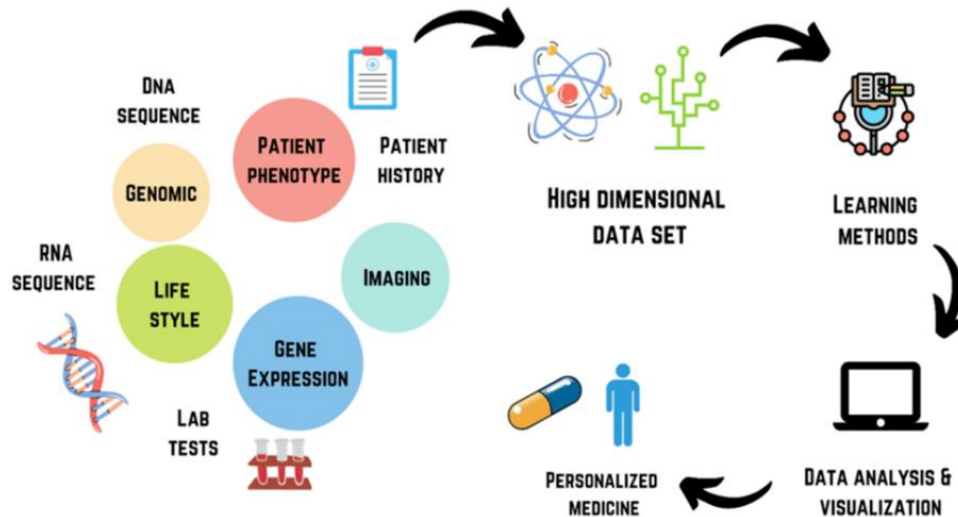 DNA
SEQUENCE
PATIENT
PHENOTYPE
PATIENT
HISTORY
GENOMIC
RNA
SEQUENCE
LIFE
STYLE
IMAGING
GENE
EXPRESSION
LAB
TESTS
HIGH DIMENSIONAL
DATA SET
LEARNING
METHODS
DATA ANALYSIS &
VISUALIZATION
PERSONALIZED
MEDICINE